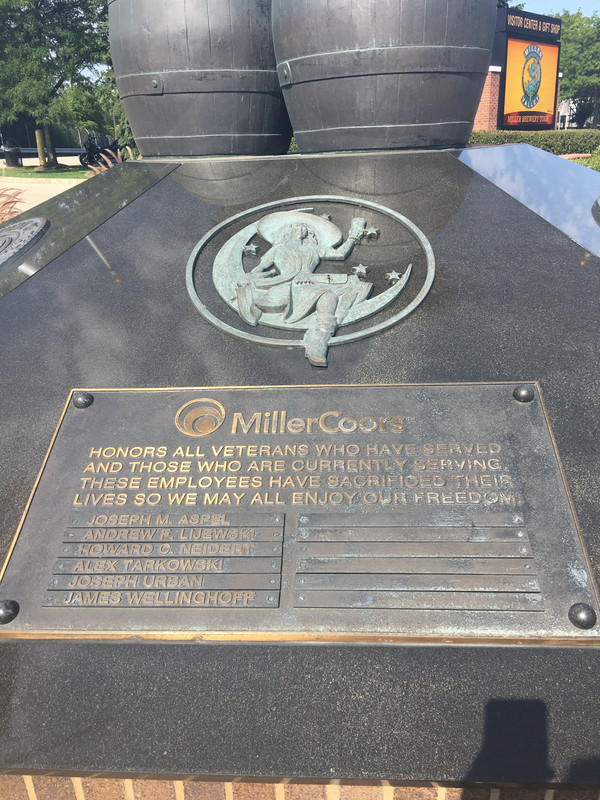 VISITOR CENTER & GIFT SHOP
MILLER BREWERY TOUR
MillerCoors™
HONORS ALL VETERANS WHO HAVE SERVED
AND THOSE WHO ARE CURRENTLY SERVING.
THESE EMPLOYEES HAVE SACRIFICED THEIR
LIVES SO WE MAY ALL ENJOY OUR FREEDOM.
JOSEPH M. ASPEL
ANDREW F. LIJEWSKI
HOWARD C. NEIDERT
ALEX TARKOWSKI
JOSEPH URBAN
JAMES WELLINGHOFF